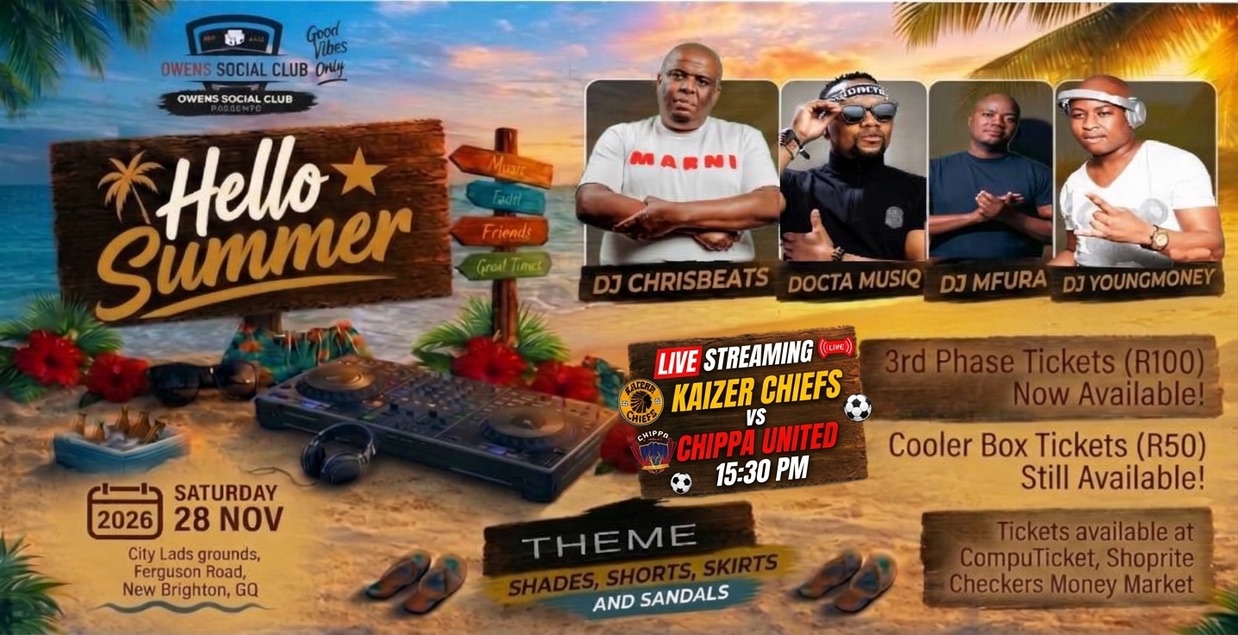 OWENS SOCIAL CLUB
Good
Vibes
Only
OWENS SOCIAL CLUB
Hello
Summer
Music
Friends
Good Times
MARNI
DJ CHRISBEATS
DOCTA MUSIQ
DJ MFURA
DJ YOUNGMONEY
LIVE STREAMING (LIVE)
KAIZER CHIEFS
VS
CHIPPA UNITED
15:30 PM
KAIZER
CHIEFS
CHIPPA
3rd Phase Tickets (R100)
Now Available!
Cooler Box Tickets (R50)
Still Available!
Tickets available at
CompuTicket, Shoprite
Checkers Money Market
2026
SATURDAY
28 NOV
City Lads grounds,
Ferguson Road,
New Brighton, GQ
THEME
SHADES, SHORTS, SKIRTS
AND SANDALS